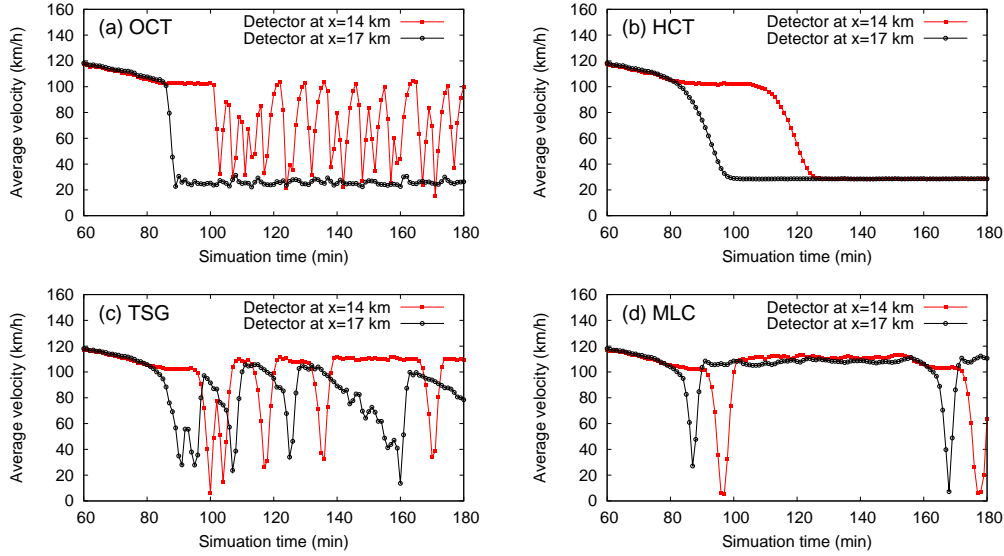 (a) OCT
Detector at x=14 km
Detector at x=17 km
Average velocity (km/h)
0 20 40 60 80 100 120 140 160
60 80 100 120 140 160 180
Simuation time (min)
(b) HCT
Detector at x=14 km
Detector at x=17 km
Average velocity (km/h)
0 20 40 60 80 100 120 140 160
60 80 100 120 140 160 180
Simuation time (min)
(c) TSG
Detector at x=14 km
Detector at x=17 km
Average velocity (km/h)
0 20 40 60 80 100 120 140 160
60 80 100 120 140 160 180
Simuation time (min)
(d) MLC
Detector at x=14 km
Detector at x=17 km
Average velocity (km/h)
0 20 40 60 80 100 120 140 160
60 80 100 120 140 160 180
Simuation time (min)